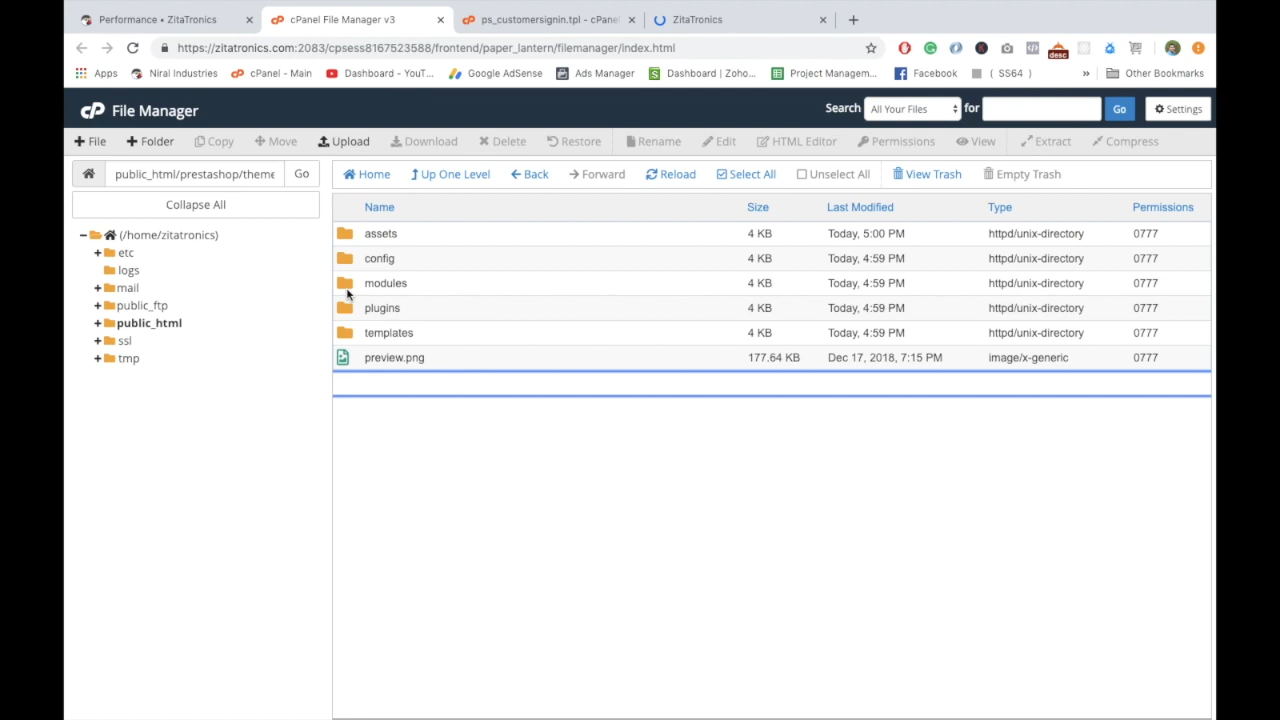 Performance • ZitaTronics
cPanel File Manager v3
ps_customersignin.tpl - cPane
ZitaTronics
https://zitatronics.com:2083/cpsess8167523588/frontend/paper_lantern/filemanager/index.html
desc
Apps
Niral Industries
cPanel - Main
Dashboard - YouT...
Google AdSense
Ads Manager
Dashboard | Zoho...
Project Managem...
Facebook
( SS64 )
»
Other Bookmarks
cP File Manager
Search
All Your Files
for
Go
Settings
+ File
+ Folder
Copy
Move
Upload
Download
Delete
Restore
Rename
Edit
HTML Editor
Permissions
View
Extract
Compress
public_html/prestashop/theme
Go
Home
Up One Level
Back
Forward
Reload
Select All
Unselect All
View Trash
Empty Trash
Collapse All
(/home/zitatronics)
etc
logs
mail
public_ftp
public_html
ssl
tmp
Name Size Last Modified Type Permissions
assets 4 KB Today, 5:00 PM httpd/unix-directory 0777
config 4 KB Today, 4:59 PM httpd/unix-directory 0777
modules 4 KB Today, 4:59 PM httpd/unix-directory 0777
plugins 4 KB Today, 4:59 PM httpd/unix-directory 0777
templates 4 KB Today, 4:59 PM httpd/unix-directory 0777
preview.png 177.64 KB Dec 17, 2018, 7:15 PM image/x-generic 0777